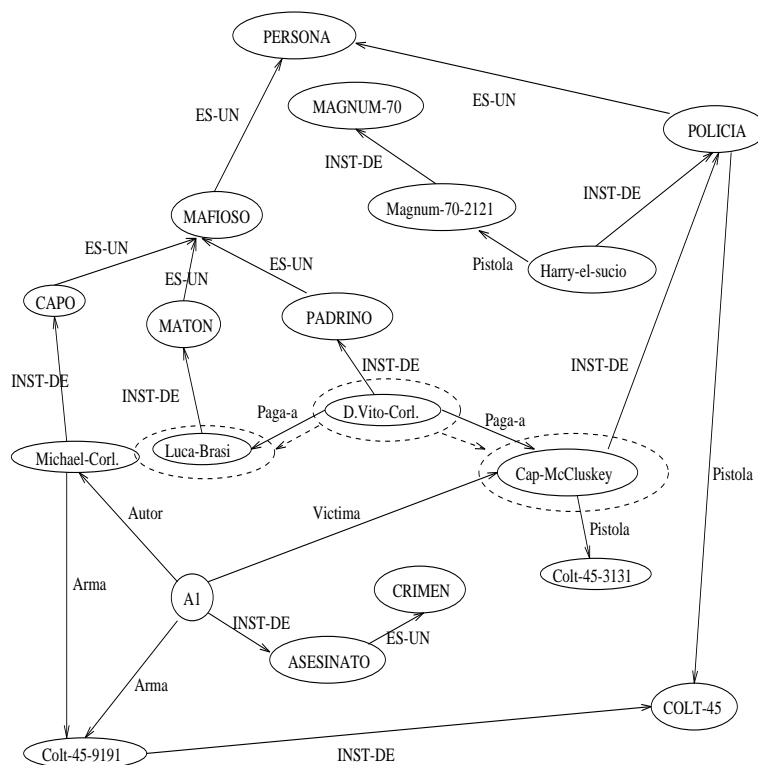 PERSONA
ES-UN
MAGNUM-70
ES-UN
POLICIA
INST-DE
INST-DE
Magnum-70-2121
MAFIOSO
ES-UN
ES-UN
ES-UN
Pistola
Harry-el-sucio
CAPO
MATON
PADRINO
INST-DE
INST-DE
INST-DE
INST-DE
Paga-a
D.Vito-Corl.
Paga-a
Michael-Corl.
Luca-Brasi
Cap-McCluskey
Pistola
Autor
Victima
Pistola
Arma
A1
CRIMEN
Colt-45-3131
INST-DE
ES-UN
ASESINATO
Arma
COLT-45
Colt-45-9191
INST-DE